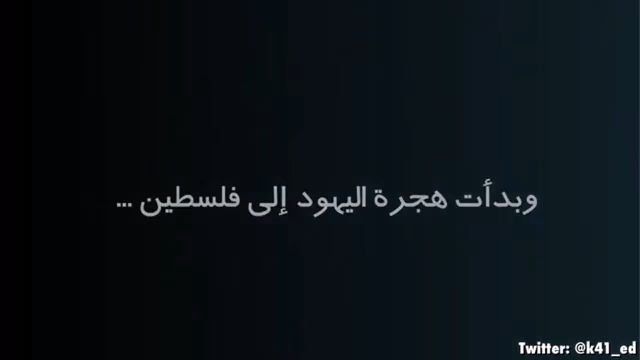 وبدأت هجرة اليهود إلى فلسطين ...
Twitter: @k41_ed